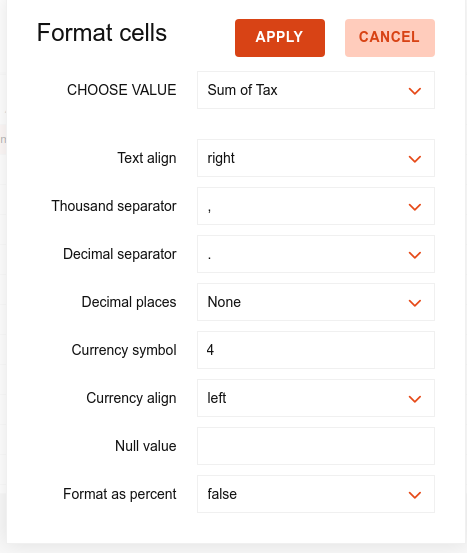 Format cells
APPLY
CANCEL
CHOOSE VALUE Sum of Tax
Text align right
Thousand separator ,
Decimal separator .
Decimal places None
Currency symbol 4
Currency align left
Null value
Format as percent false